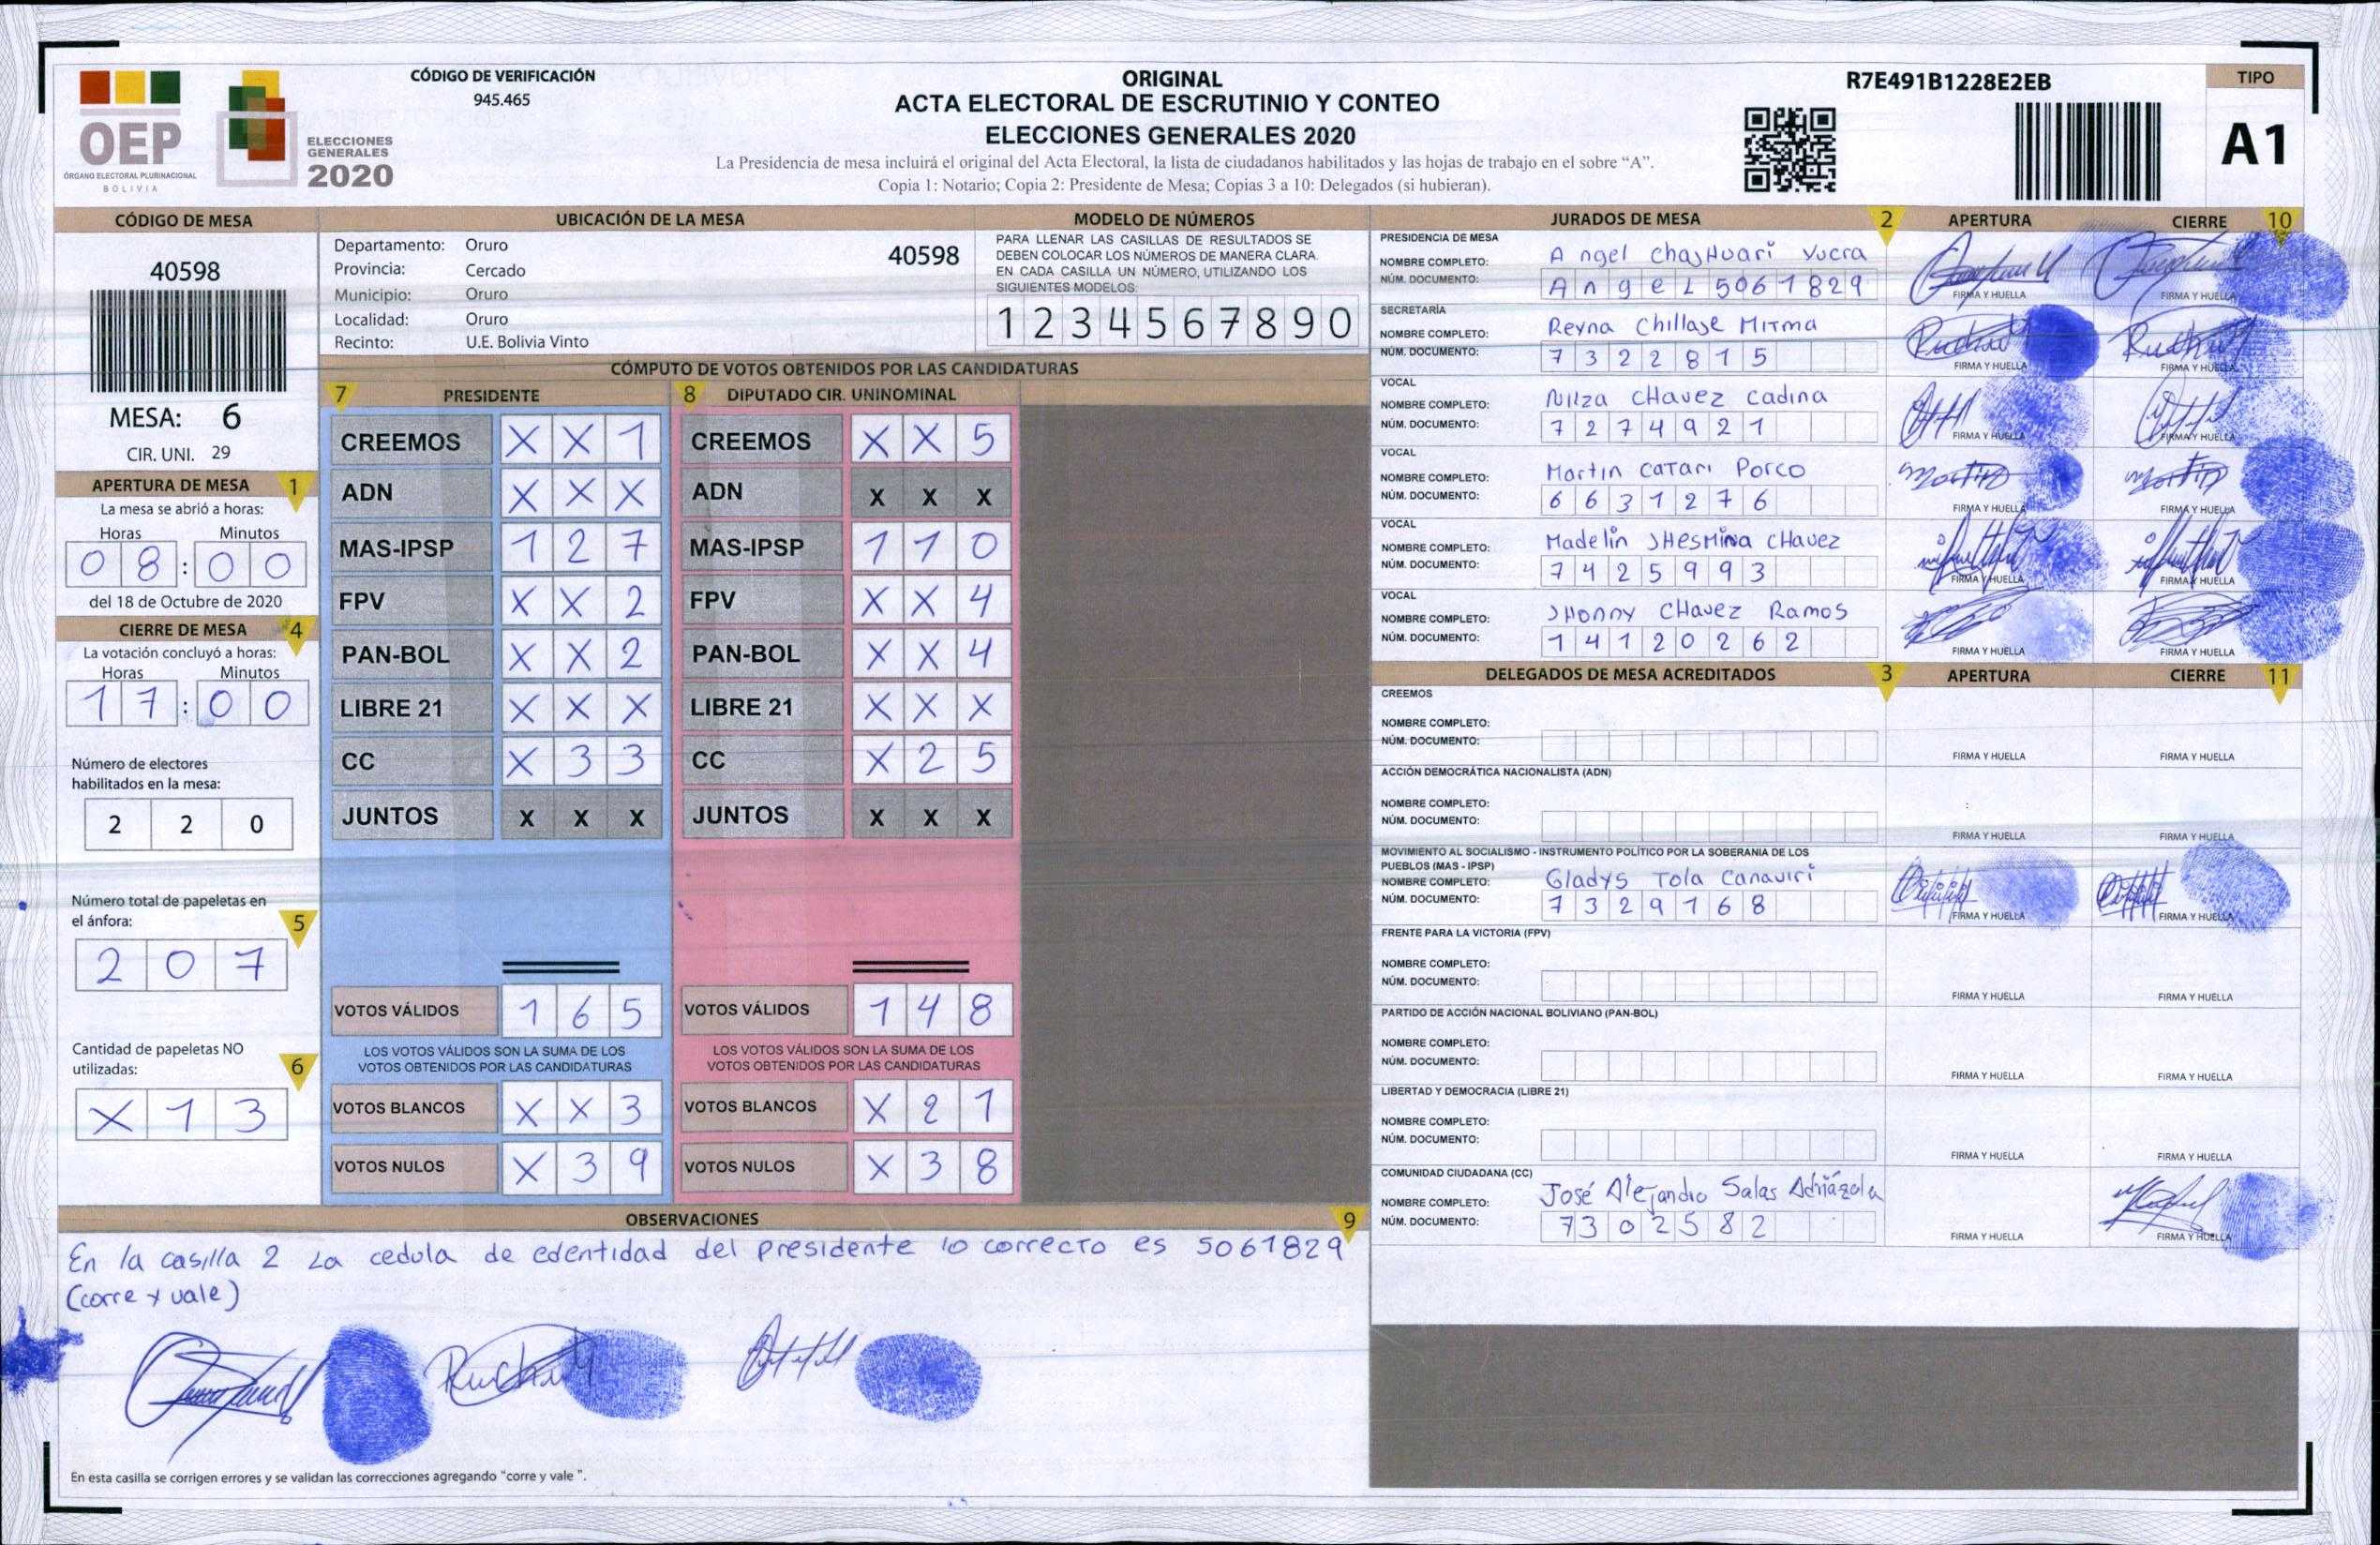 OEP
ÓRGANO ELECTORAL PLURINACIONAL
BOLIVIA
ELECCIONES
GENERALES
2020
CÓDIGO DE VERIFICACIÓN
945.465
ORIGINAL
ACTA ELECTORAL DE ESCRUTINIO Y CONTEO
ELECCIONES GENERALES 2020
La Presidencia de mesa incluirá el original del Acta Electoral, la lista de ciudadanos habilitados y las hojas de trabajo en el sobre “A”.
Copia 1: Notario; Copia 2: Presidente de Mesa; Copias 3 a 10: Delegados (si hubieran).
R7E491B1228E2EB
TIPO
A1
CÓDIGO DE MESA
40598
MESA: 6
CIR. UNI. 29
APERTURA DE MESA 1
La mesa se abrió a horas:
Horas Minutos
0 8 : 0 0
del 18 de Octubre de 2020
CIERRE DE MESA 4
La votación concluyó a horas:
Horas Minutos
1 7 : 0 0
Número de electores
habilitados en la mesa:
2 2 0
Número total de papeletas en
el ánfora: 5
2 0 7
Cantidad de papeletas NO
utilizadas: 6
X 1 3
UBICACIÓN DE LA MESA
Departamento: Oruro 40598
Provincia: Cercado
Municipio: Oruro
Localidad: Oruro
Recinto: U.E. Bolivia Vinto
MODELO DE NÚMEROS
PARA LLENAR LAS CASILLAS DE RESULTADOS SE
DEBEN COLOCAR LOS NÚMEROS DE MANERA CLARA.
EN CADA CASILLA UN NÚMERO, UTILIZANDO LOS
SIGUIENTES MODELOS:
1 2 3 4 5 6 7 8 9 0
CÓMPUTO DE VOTOS OBTENIDOS POR LAS CANDIDATURAS
7 PRESIDENTE 8 DIPUTADO CIR. UNINOMINAL
CREEMOS X X 1 CREEMOS X X 5
ADN X X X ADN X X X
MAS-IPSP 1 2 7 MAS-IPSP 1 1 0
FPV X X 2 FPV X X 4
PAN-BOL X X 2 PAN-BOL X X 4
LIBRE 21 X X X LIBRE 21 X X X
CC X 3 3 CC X 2 5
JUNTOS X X X JUNTOS X X X
VOTOS VÁLIDOS 1 6 5 VOTOS VÁLIDOS 1 4 8
LOS VOTOS VÁLIDOS SON LA SUMA DE LOS LOS VOTOS VÁLIDOS SON LA SUMA DE LOS
VOTOS OBTENIDOS POR LAS CANDIDATURAS VOTOS OBTENIDOS POR LAS CANDIDATURAS
VOTOS BLANCOS X X 3 VOTOS BLANCOS X 2 1
VOTOS NULOS X 3 9 VOTOS NULOS X 3 8
JURADOS DE MESA 2 APERTURA CIERRE 10
PRESIDENCIA DE MESA
NOMBRE COMPLETO: Angel Chashuari Yucra
NÚM. DOCUMENTO: A n g e L 5 0 6 1 8 2 9
FIRMA Y HUELLA FIRMA Y HUELLA
SECRETARÍA
NOMBRE COMPLETO: Reyna Chillase Mitma
NÚM. DOCUMENTO: 7 3 2 2 8 1 5
FIRMA Y HUELLA FIRMA Y HUELLA
VOCAL
NOMBRE COMPLETO: Nilza CHavez Cadina
NÚM. DOCUMENTO: 7 2 7 4 9 2 1
FIRMA Y HUELLA FIRMA Y HUELLA
VOCAL
NOMBRE COMPLETO: Martin Catari Porco
NÚM. DOCUMENTO: 6 6 3 1 2 7 6
FIRMA Y HUELLA FIRMA Y HUELLA
VOCAL
NOMBRE COMPLETO: Madelin JHesmina CHavez
NÚM. DOCUMENTO: 7 4 2 5 9 9 3
FIRMA Y HUELLA FIRMA Y HUELLA
VOCAL
NOMBRE COMPLETO: JHonny CHavez Ramos
NÚM. DOCUMENTO: 1 4 1 2 0 2 6 2
FIRMA Y HUELLA FIRMA Y HUELLA
DELEGADOS DE MESA ACREDITADOS 3 APERTURA CIERRE 11
CREEMOS
NOMBRE COMPLETO:
NÚM. DOCUMENTO:
FIRMA Y HUELLA FIRMA Y HUELLA
ACCIÓN DEMOCRÁTICA NACIONALISTA (ADN)
NOMBRE COMPLETO:
NÚM. DOCUMENTO:
FIRMA Y HUELLA FIRMA Y HUELLA
MOVIMIENTO AL SOCIALISMO - INSTRUMENTO POLÍTICO POR LA SOBERANIA DE LOS
PUEBLOS (MAS - IPSP)
NOMBRE COMPLETO: Gladys Tola Canaviri
NÚM. DOCUMENTO: 7 3 2 9 1 6 8
FIRMA Y HUELLA FIRMA Y HUELLA
FRENTE PARA LA VICTORIA (FPV)
NOMBRE COMPLETO:
NÚM. DOCUMENTO:
FIRMA Y HUELLA FIRMA Y HUELLA
PARTIDO DE ACCIÓN NACIONAL BOLIVIANO (PAN-BOL)
NOMBRE COMPLETO:
NÚM. DOCUMENTO:
FIRMA Y HUELLA FIRMA Y HUELLA
LIBERTAD Y DEMOCRACIA (LIBRE 21)
NOMBRE COMPLETO:
NÚM. DOCUMENTO:
FIRMA Y HUELLA FIRMA Y HUELLA
COMUNIDAD CIUDADANA (CC)
NOMBRE COMPLETO: José Alejandro Salas Adriázola
NÚM. DOCUMENTO: 7 3 0 2 5 8 2
FIRMA Y HUELLA FIRMA Y HUELLA
OBSERVACIONES 9
En la casilla 2 La cedula de edentidad del presidente lo correcto es 5061829
(corre y vale)
En esta casilla se corrigen errores y se validan las correcciones agregando "corre y vale ".